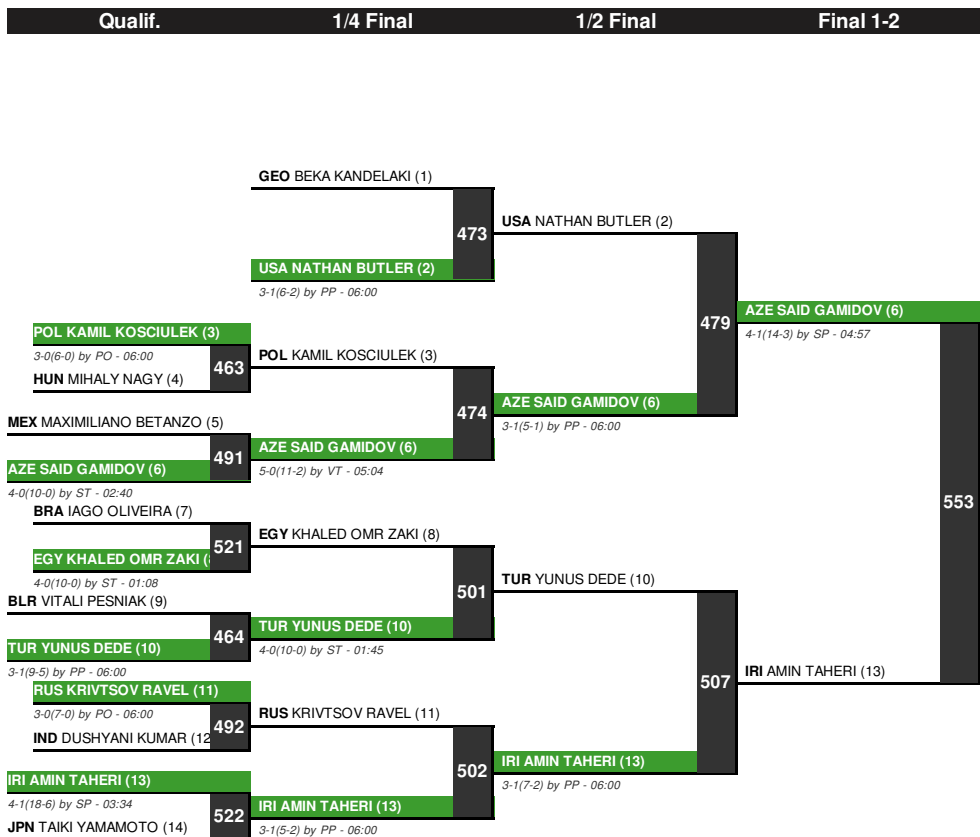 Qualif. 1/4 Final 1/2 Final Final 1-2
GEO BEKA KANDELAKI (1)
473
USA NATHAN BUTLER (2)
USA NATHAN BUTLER (2)
3-1(6-2) by PP - 06:00
479
AZE SAID GAMIDOV (6)
4-1(14-3) by SP - 04:57
POL KAMIL KOSCIULEK (3)
3-0(6-0) by PO - 06:00
463
HUN MIHALY NAGY (4)
POL KAMIL KOSCIULEK (3)
474
AZE SAID GAMIDOV (6)
3-1(5-1) by PP - 06:00
MEX MAXIMILIANO BETANZO (5)
491
AZE SAID GAMIDOV (6)
4-0(10-0) by ST - 02:40
AZE SAID GAMIDOV (6)
5-0(11-2) by VT - 05:04
553
BRA IAGO OLIVEIRA (7)
521
EGY KHALED OMR ZAKI (
4-0(10-0) by ST - 01:08
EGY KHALED OMR ZAKI (8)
501
TUR YUNUS DEDE (10)
BLR VITALI PESNIAK (9)
464
TUR YUNUS DEDE (10)
3-1(9-5) by PP - 06:00
TUR YUNUS DEDE (10)
4-0(10-0) by ST - 01:45
507
IRI AMIN TAHERI (13)
RUS KRIVTSOV RAVEL (11)
3-0(7-0) by PO - 06:00
492
IND DUSHYANI KUMAR (12
RUS KRIVTSOV RAVEL (11)
502
IRI AMIN TAHERI (13)
3-1(7-2) by PP - 06:00
IRI AMIN TAHERI (13)
4-1(18-6) by SP - 03:34
522
JPN TAIKI YAMAMOTO (14)
IRI AMIN TAHERI (13)
3-1(5-2) by PP - 06:00